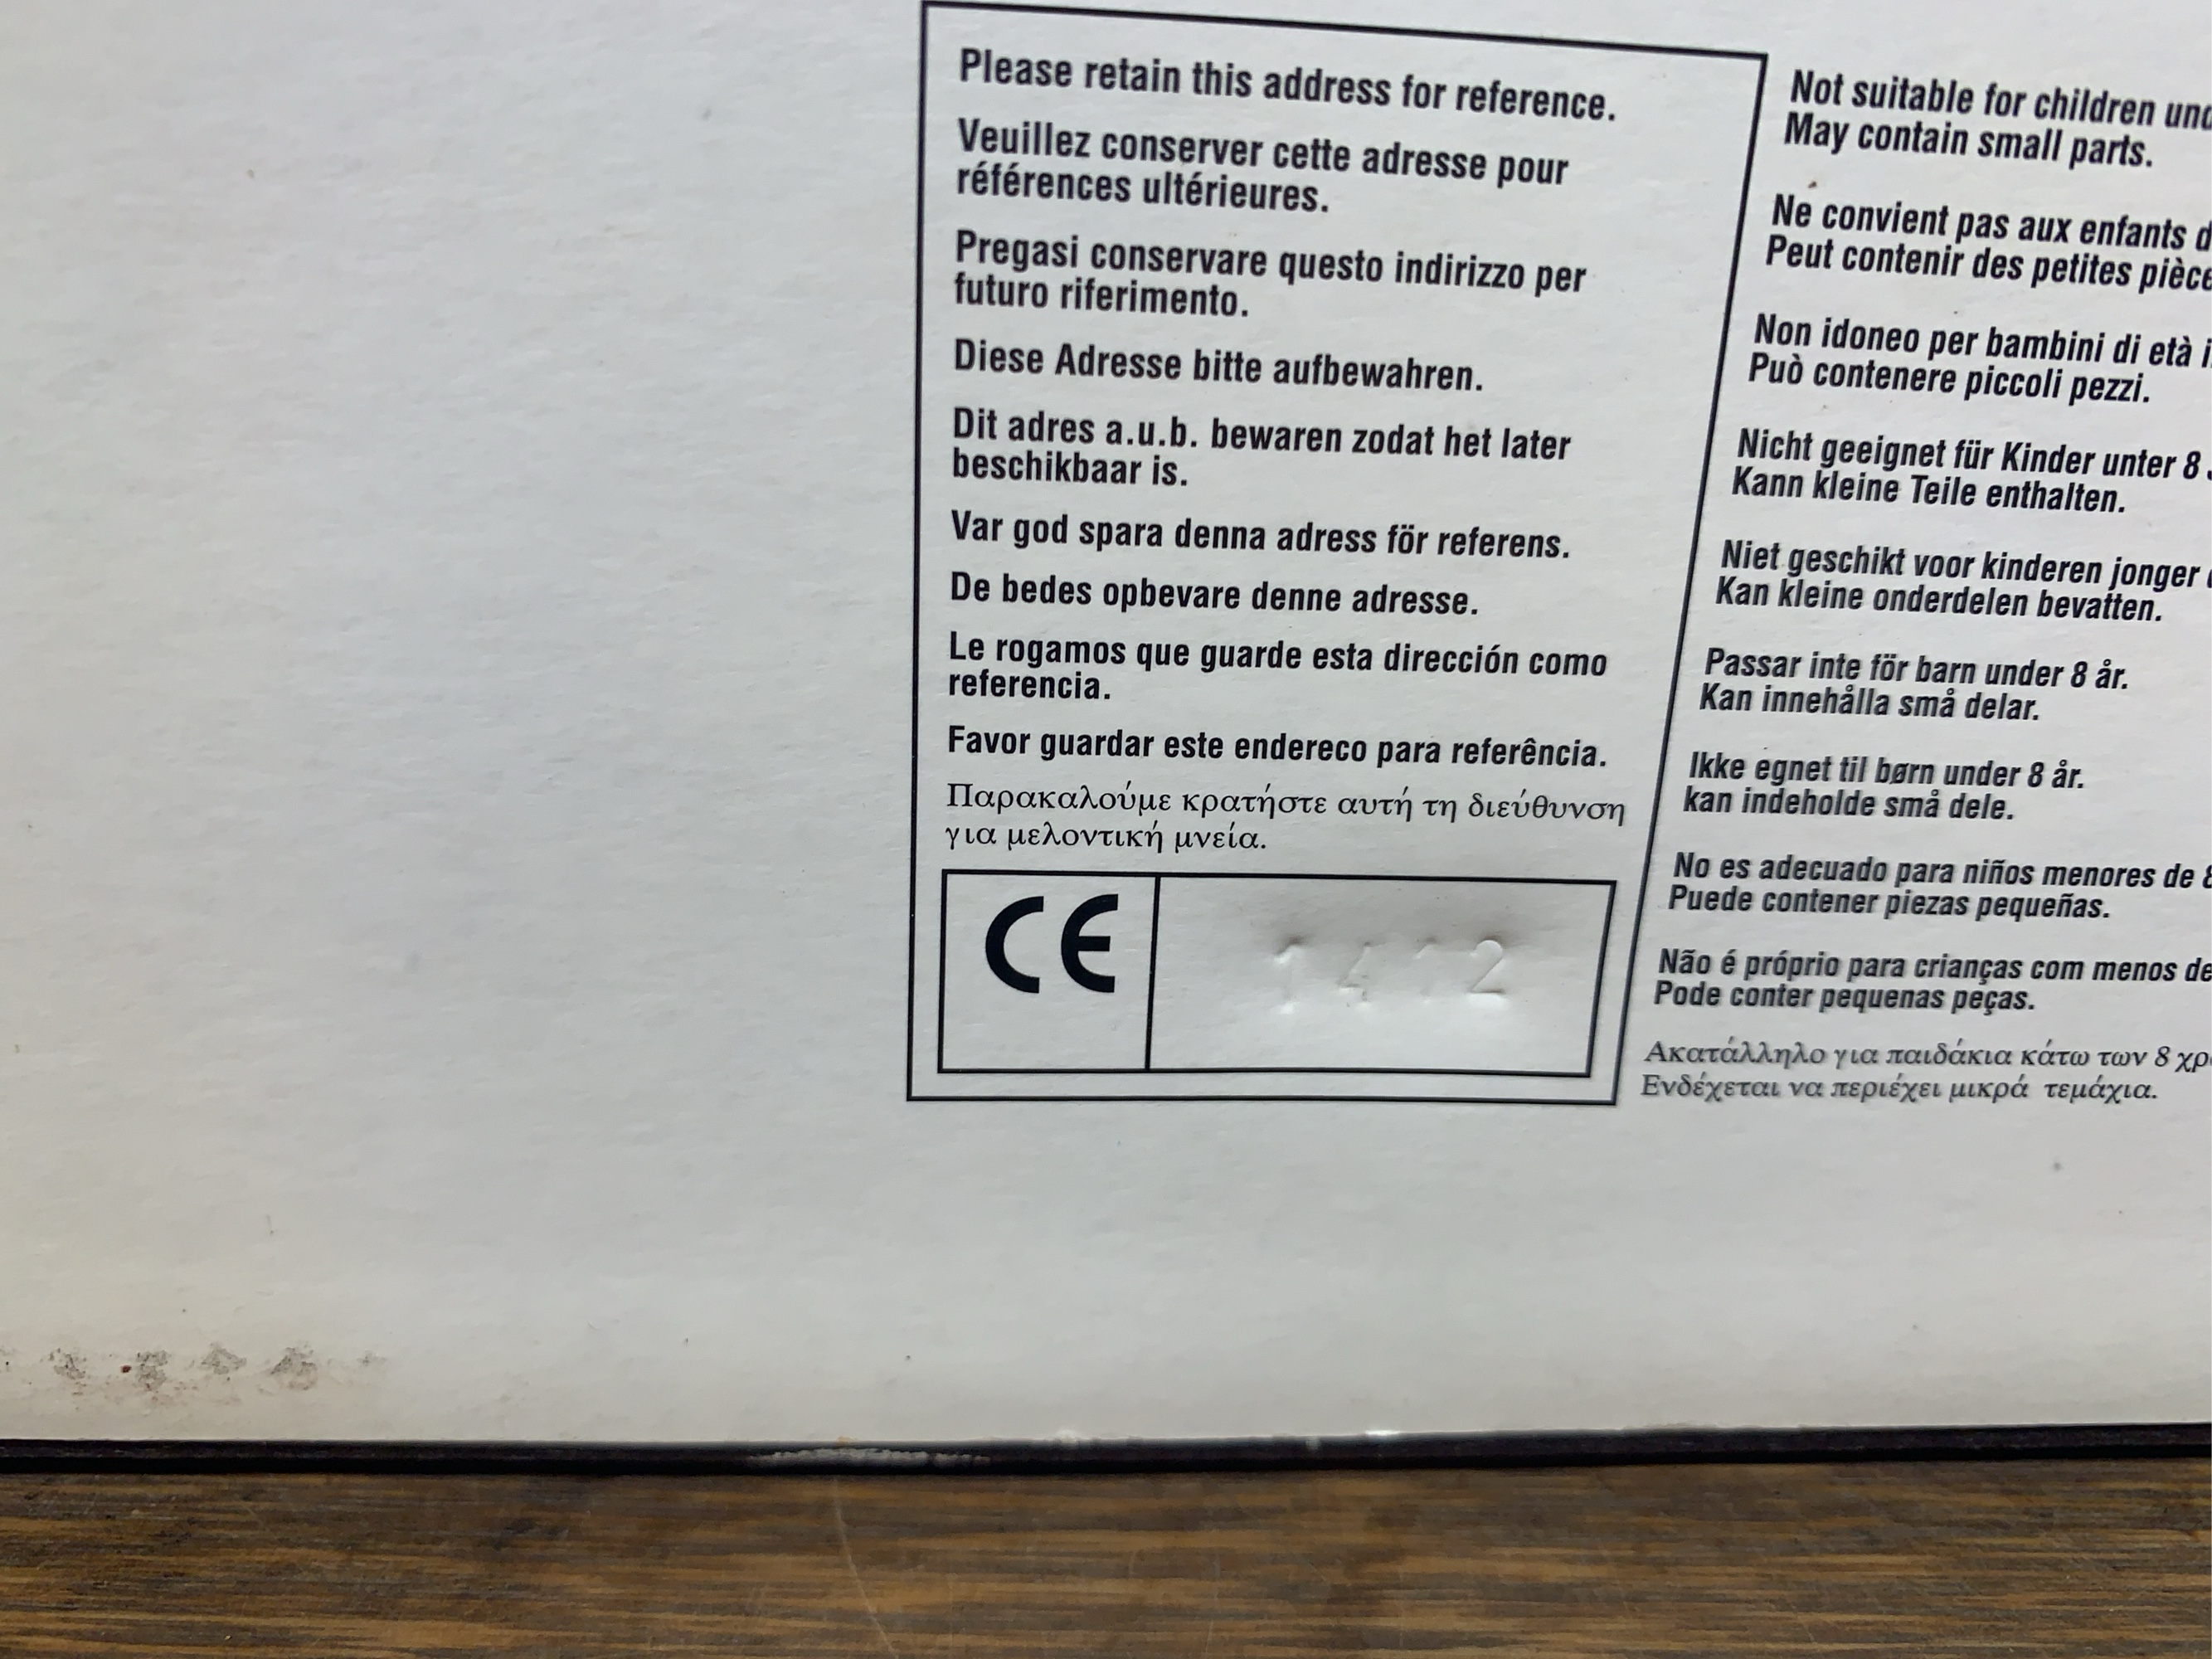 Please retain this address for reference.
Veuillez conserver cette adresse pour
références ultérieures.
Pregasi conservare questo indirizzo per
futuro riferimento.
Diese Adresse bitte aufbewahren.
Dit adres a.u.b. bewaren zodat het later
beschikbaar is.
Var god spara denna adress för referens.
De bedes opbevare denne adresse.
Le rogamos que guarde esta dirección como
referencia.
Favor guardar este endereco para referência.
Παρακαλούμε κρατήστε αυτή τη διεύθυνση
για μελοντική μνεία.
CE
Not suitable for children
May contain small parts.
Ne convient pas aux enfants
Peut contenir des petites
Non idoneo per bambini di età
Può contenere piccoli pezzi.
Nicht geeignet für Kinder unter 8
Kann kleine Teile enthalten.
Niet geschikt voor kinderen jonger
Kan kleine onderdelen bevatten.
Passar inte för barn under 8 år.
Kan innehålla små delar.
Ikke egnet til børn under 8 år.
kan indeholde små dele.
No es adecuado para niños menores de
Puede contener piezas pequeñas.
Não é próprio para crianças com menos de
Pode conter pequenas peças.
Ακατάλληλο για παιδάκια κάτω των 8
Ενδέχεται να περιέχει μικρά τεμάχια.